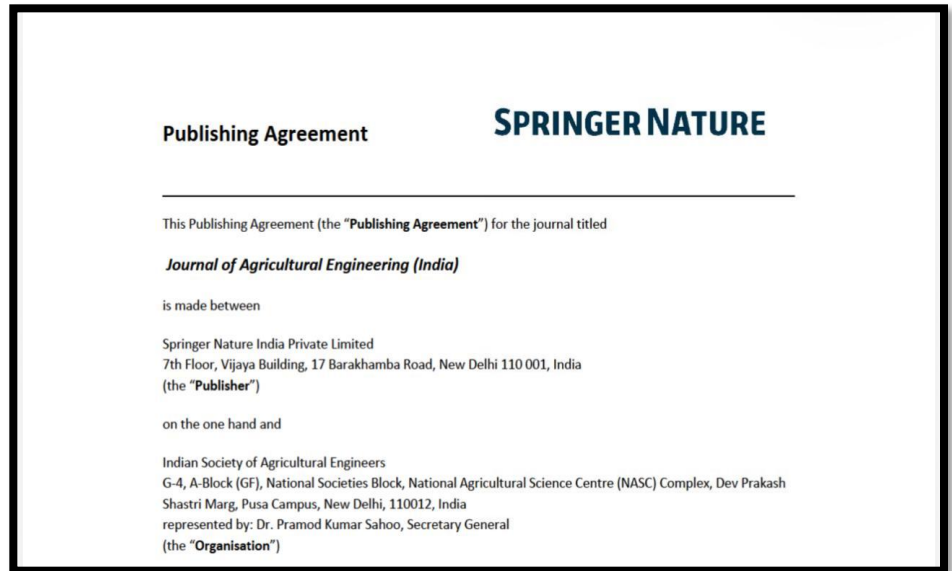 Publishing Agreement
SPRINGER NATURE
This Publishing Agreement (the “Publishing Agreement”) for the journal titled
Journal of Agricultural Engineering (India)
is made between
Springer Nature India Private Limited
7th Floor, Vijaya Building, 17 Barakhamba Road, New Delhi 110 001, India
(the “Publisher”)
on the one hand and
Indian Society of Agricultural Engineers
G-4, A-Block (GF), National Societies Block, National Agricultural Science Centre (NASC) Complex, Dev Prakash
Shastri Marg, Pusa Campus, New Delhi, 110012, India
represented by: Dr. Pramod Kumar Sahoo, Secretary General
(the “Organisation”)